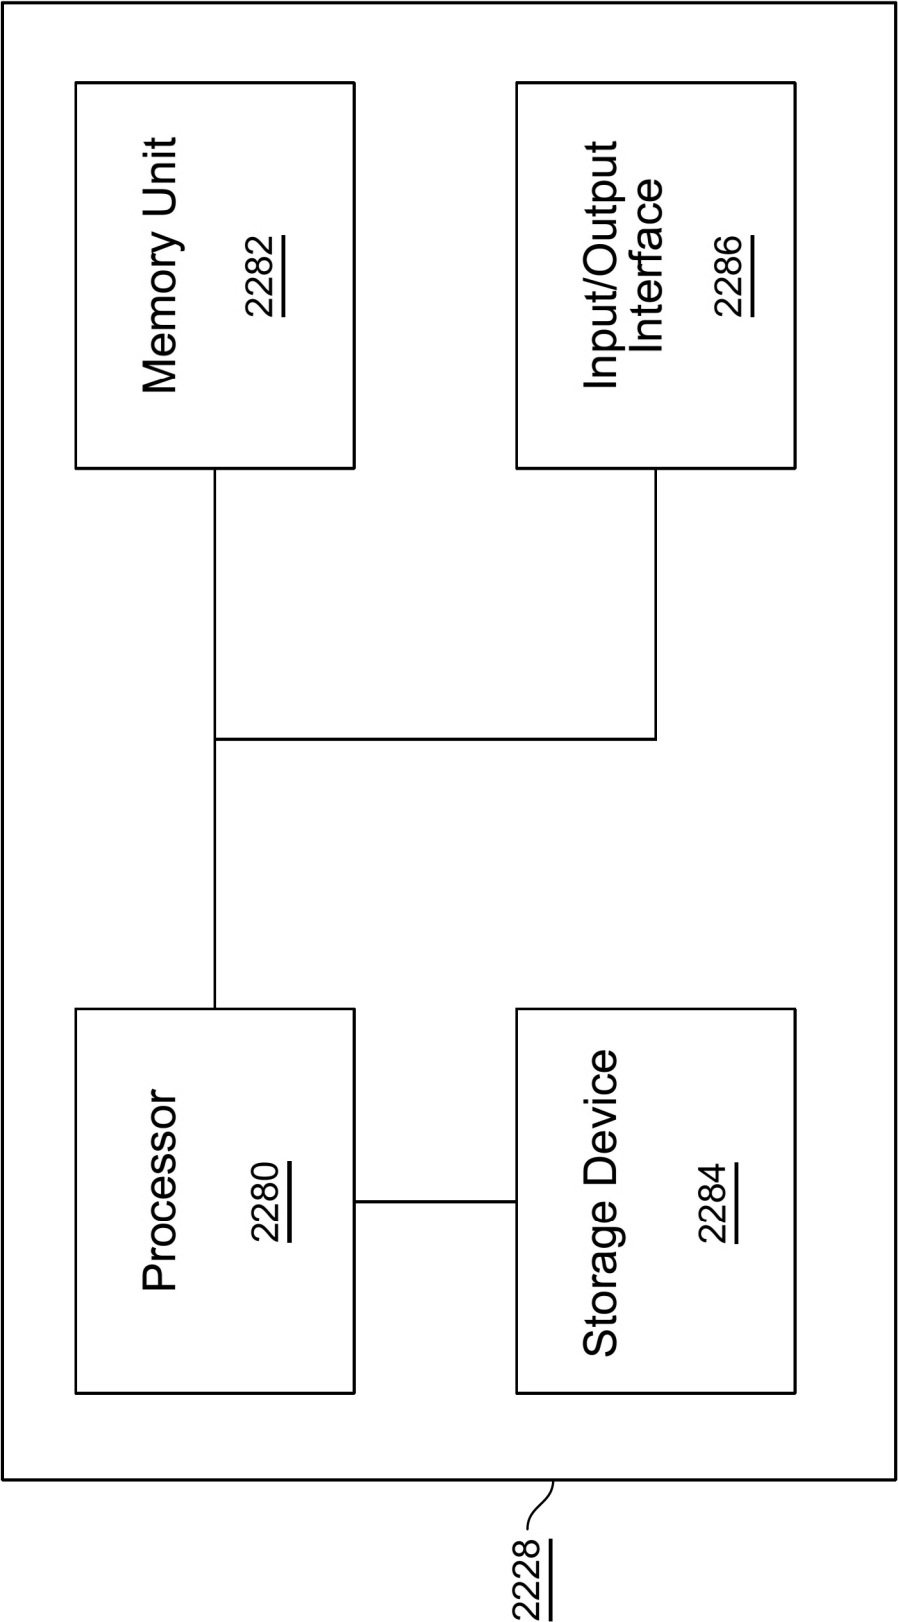 2228
Processor
2280
Memory Unit
2282
Storage Device
2284
Input/Output
Interface
2286